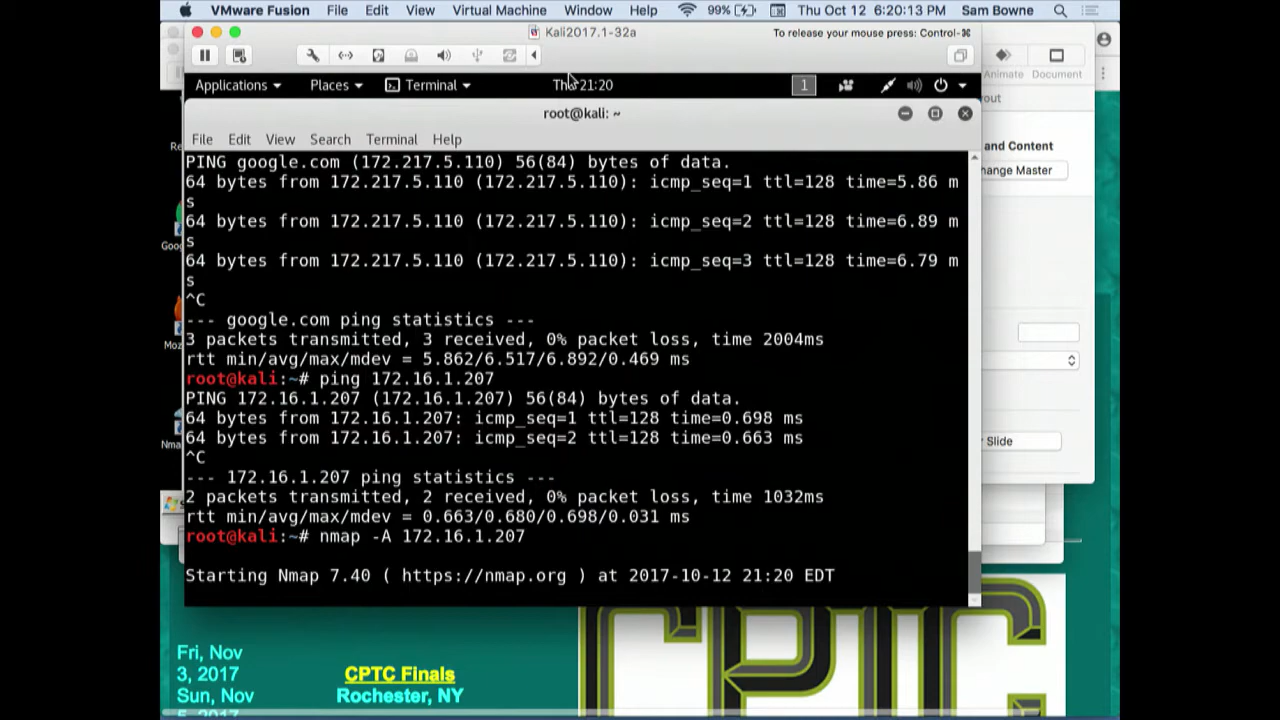 VMware Fusion File Edit View Virtual Machine Window Help 99% Thu Oct 12 6:20:13 PM Sam Bowne
Kali2017.1-32a To release your mouse press: Control-⌘
Animate Document
Applications Places Terminal Thu 21:20 1
out
root@kali: ~
File Edit View Search Terminal Help
and Content
hange Master
PING google.com (172.217.5.110) 56(84) bytes of data.
64 bytes from 172.217.5.110 (172.217.5.110): icmp_seq=1 ttl=128 time=5.86 m
s
64 bytes from 172.217.5.110 (172.217.5.110): icmp_seq=2 ttl=128 time=6.89 m
s
64 bytes from 172.217.5.110 (172.217.5.110): icmp_seq=3 ttl=128 time=6.79 m
s
^C
--- google.com ping statistics ---
3 packets transmitted, 3 received, 0% packet loss, time 2004ms
rtt min/avg/max/mdev = 5.862/6.517/6.892/0.469 ms
root@kali:~# ping 172.16.1.207
PING 172.16.1.207 (172.16.1.207) 56(84) bytes of data.
64 bytes from 172.16.1.207: icmp_seq=1 ttl=128 time=0.698 ms
64 bytes from 172.16.1.207: icmp_seq=2 ttl=128 time=0.663 ms
^C
--- 172.16.1.207 ping statistics ---
2 packets transmitted, 2 received, 0% packet loss, time 1032ms
rtt min/avg/max/mdev = 0.663/0.680/0.698/0.031 ms
root@kali:~# nmap -A 172.16.1.207
Starting Nmap 7.40 ( https://nmap.org ) at 2017-10-12 21:20 EDT
Re
Goo
Moz
Nma
Slide
Fri, Nov
3, 2017
Sun, Nov
5, 2017
CPTC Finals
Rochester, NY
CPTC